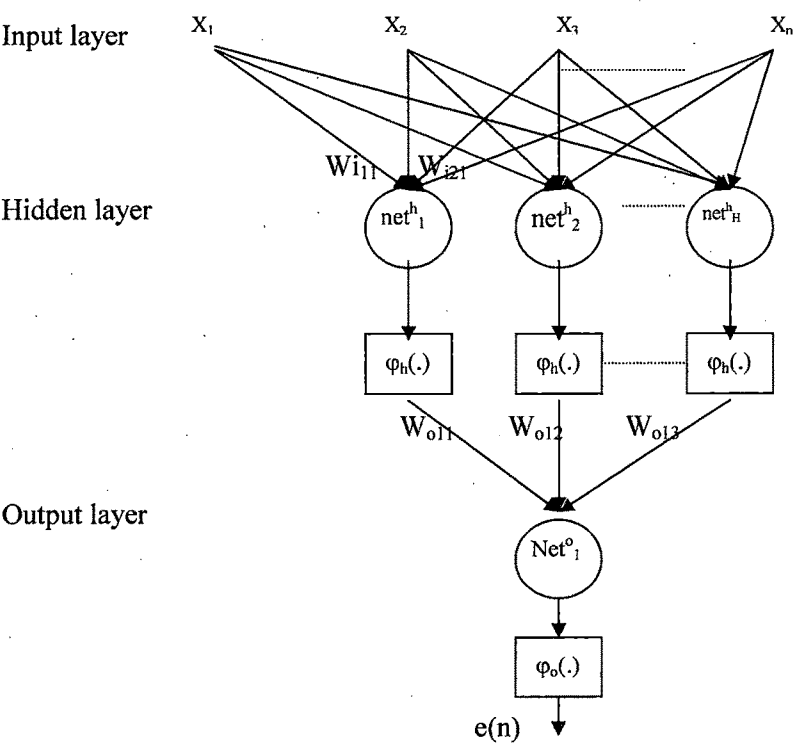 Input layer X₁ X₂ X₃ Xₙ
Wi₁₁ Wᵢ₂₁
Hidden layer netʰ₁ netʰ₂ netʰ_H
φₕ(.) φₕ(.) φₕ(.)
Wₒ₁₁ Wₒ₁₂ Wₒ₁₃
Output layer
Netᵒ₁
φₒ(.)
e(n)